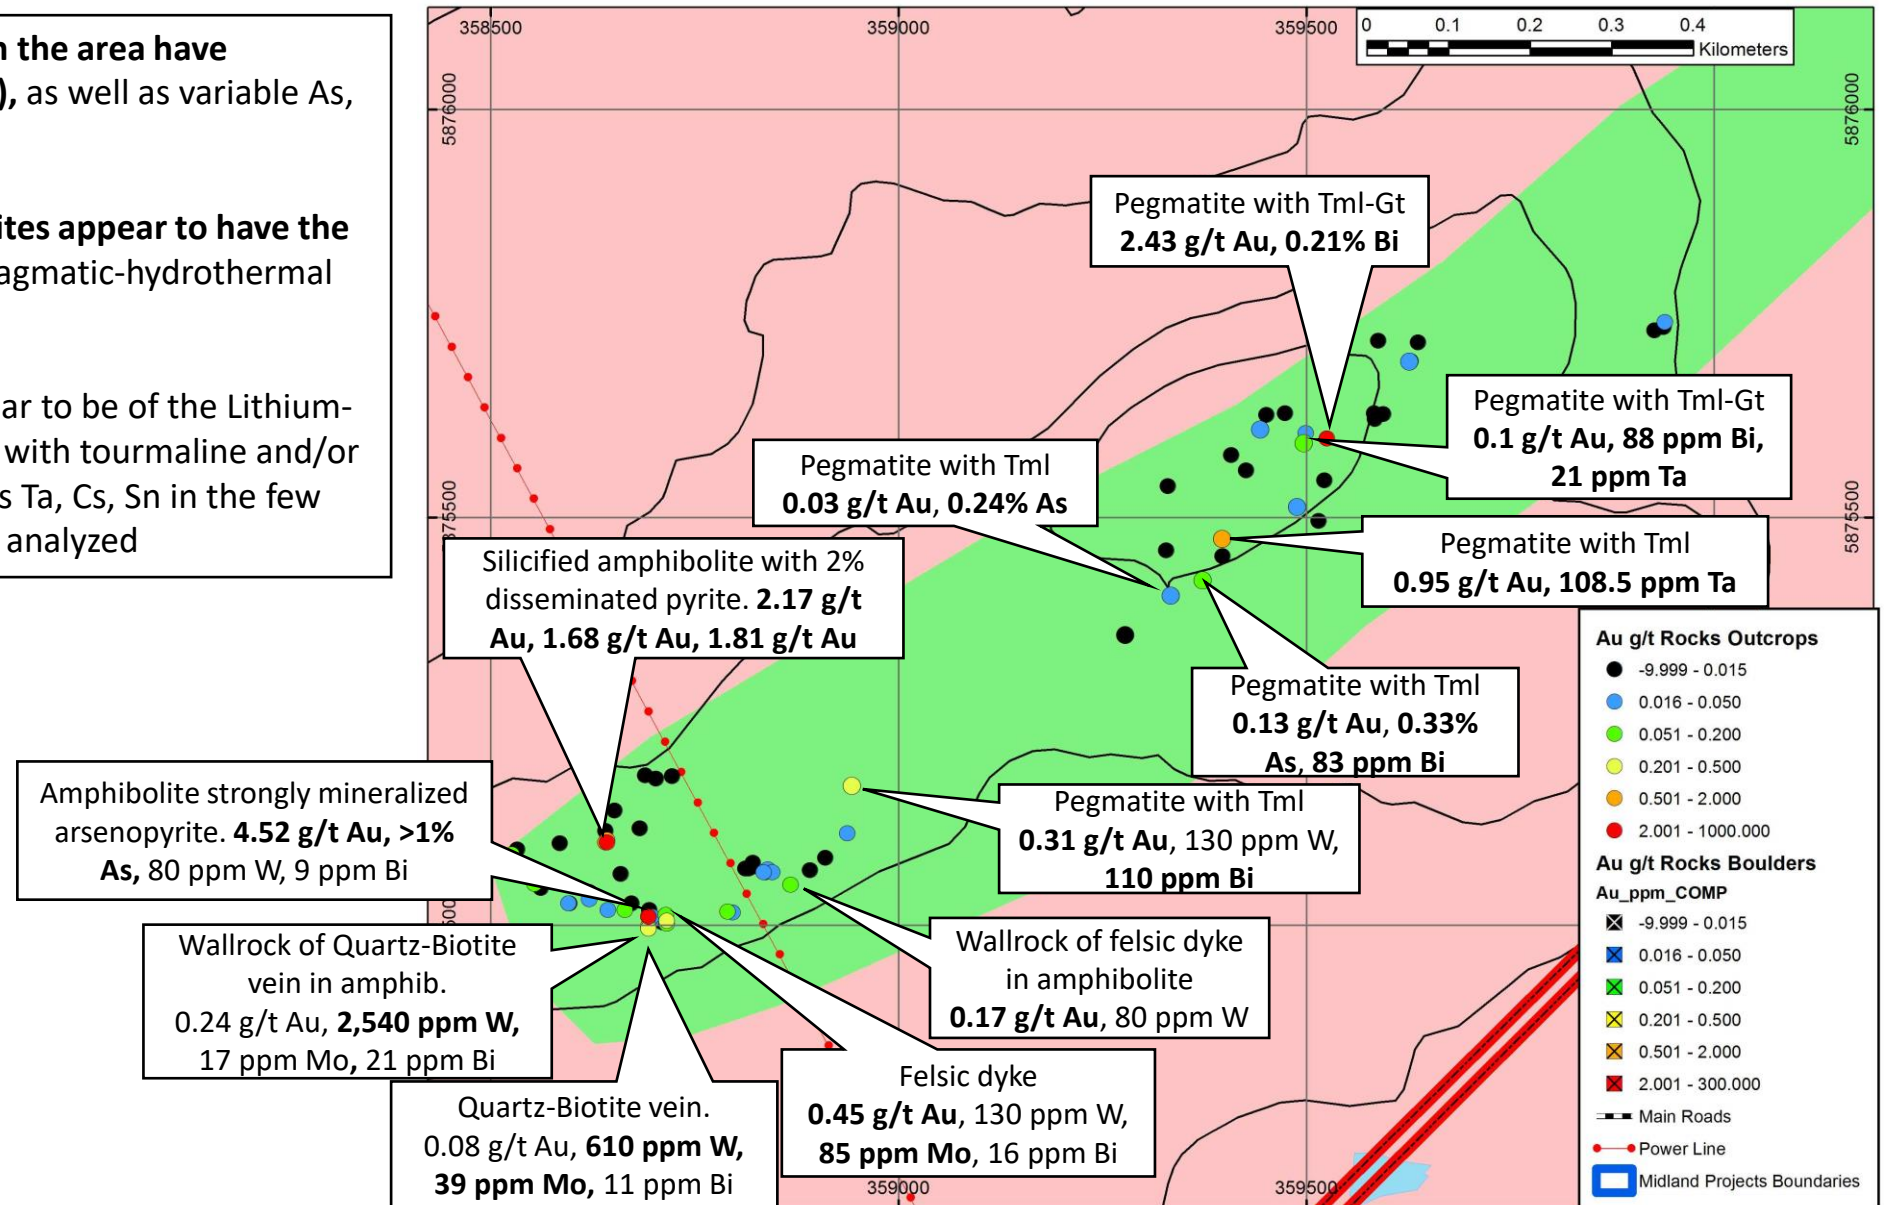 n the area have
), as well as variable As,
ites appear to have the
agmatic-hydrothermal
ar to be of the Lithium-
with tourmaline and/or
s Ta, Cs, Sn in the few
analyzed
358500
359000
359500
0 0.1 0.2 0.3 0.4
Kilometers
5876000
5876000
Pegmatite with Tml-Gt
2.43 g/t Au, 0.21% Bi
Pegmatite with Tml-Gt
0.1 g/t Au, 88 ppm Bi,
21 ppm Ta
Pegmatite with Tml
0.03 g/t Au, 0.24% As
875500
5875500
Pegmatite with Tml
0.95 g/t Au, 108.5 ppm Ta
Silicified amphibolite with 2%
disseminated pyrite. 2.17 g/t
Au, 1.68 g/t Au, 1.81 g/t Au
Pegmatite with Tml
0.13 g/t Au, 0.33%
As, 83 ppm Bi
Amphibolite strongly mineralized
arsenopyrite. 4.52 g/t Au, >1%
As, 80 ppm W, 9 ppm Bi
Pegmatite with Tml
0.31 g/t Au, 130 ppm W,
110 ppm Bi
00
Wallrock of Quartz-Biotite
vein in amphib.
0.24 g/t Au, 2,540 ppm W,
17 ppm Mo, 21 ppm Bi
Wallrock of felsic dyke
in amphibolite
0.17 g/t Au, 80 ppm W
Quartz-Biotite vein.
0.08 g/t Au, 610 ppm W,
39 ppm Mo, 11 ppm Bi
Felsic dyke
0.45 g/t Au, 130 ppm W,
85 ppm Mo, 16 ppm Bi
359000
359500
Au g/t Rocks Outcrops
-9.999 - 0.015
0.016 - 0.050
0.051 - 0.200
0.201 - 0.500
0.501 - 2.000
2.001 - 1000.000
Au g/t Rocks Boulders
Au_ppm_COMP
-9.999 - 0.015
0.016 - 0.050
0.051 - 0.200
0.201 - 0.500
0.501 - 2.000
2.001 - 300.000
Main Roads
Power Line
Midland Projects Boundaries